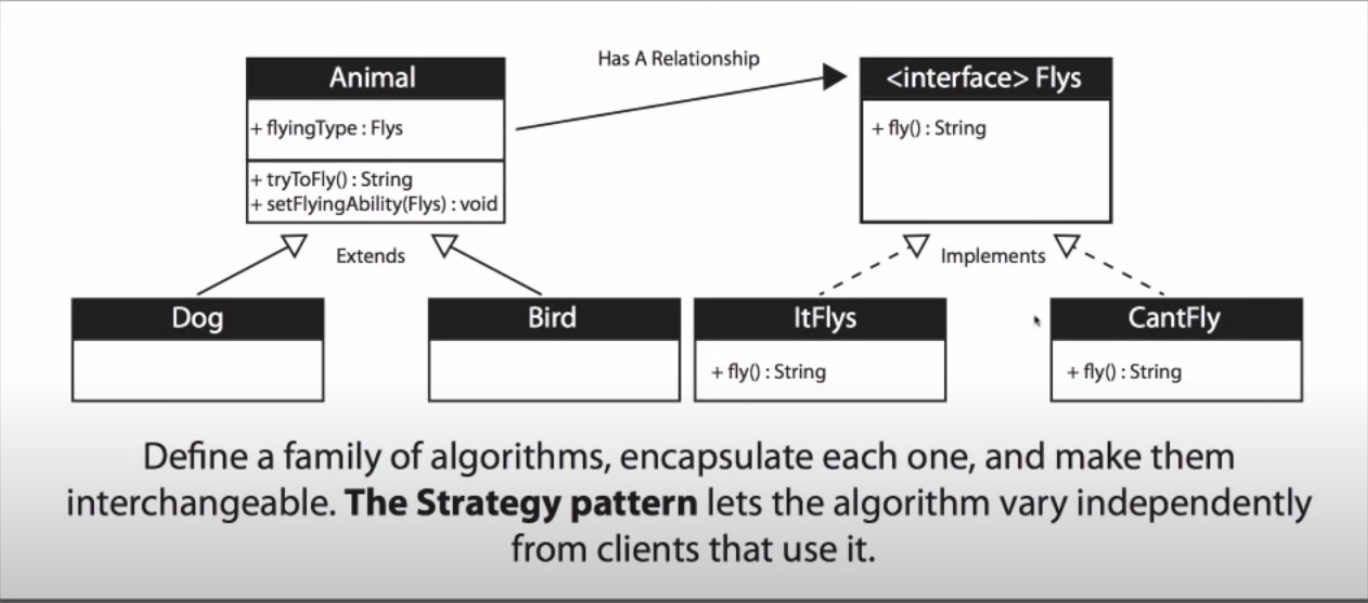 Has A Relationship
Animal
+ flyingType : Flys
+ tryToFly() : String
+ setFlyingAbility(Flys) : void
<interface> Flys
+ fly() : String
Extends
Implements
Dog
Bird
ItFlys
+ fly() : String
CantFly
+ fly() : String
Define a family of algorithms, encapsulate each one, and make them
interchangeable. The Strategy pattern lets the algorithm vary independently
from clients that use it.